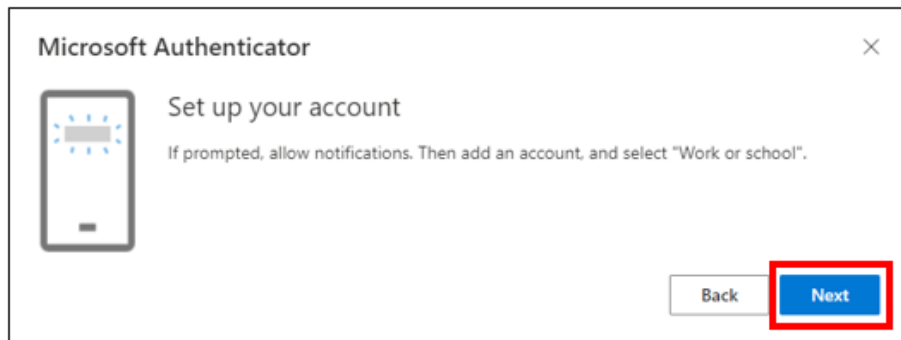 Microsoft Authenticator
Set up your account
If prompted, allow notifications. Then add an account, and select "Work or school".
Back
Next